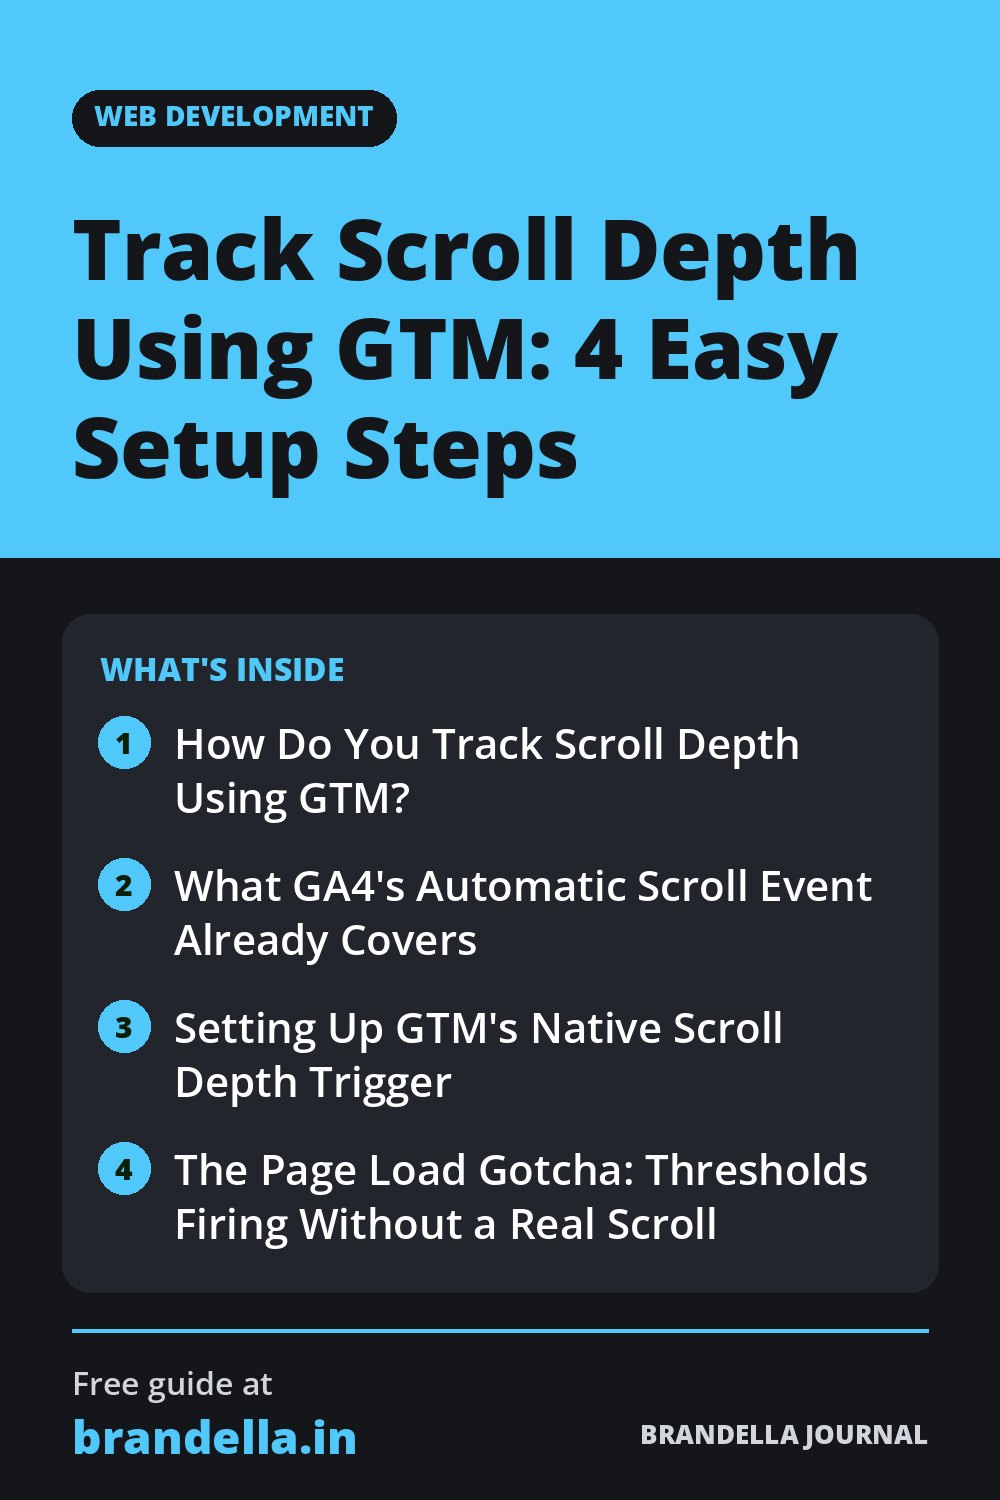 WEB DEVELOPMENT
Track Scroll Depth
Using GTM: 4 Easy
Setup Steps
WHAT'S INSIDE
1 How Do You Track Scroll Depth
Using GTM?
2 What GA4's Automatic Scroll Event
Already Covers
3 Setting Up GTM's Native Scroll
Depth Trigger
4 The Page Load Gotcha: Thresholds
Firing Without a Real Scroll
Free guide at
brandella.in
BRANDELLA JOURNAL